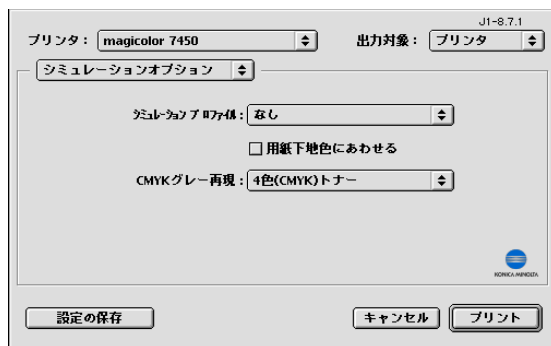 J1-8.7.1
プリンタ： magicolor 7450 出力対象： プリンタ
シミュレーションオプション
ｼﾐｭﾚｰｼｮﾝ ﾌﾟﾛﾌｧｲﾙ： なし
用紙下地色にあわせる
CMYKグレー再現： 4色(CMYK)トナー
KONICA MINOLTA
設定の保存 キャンセル プリント